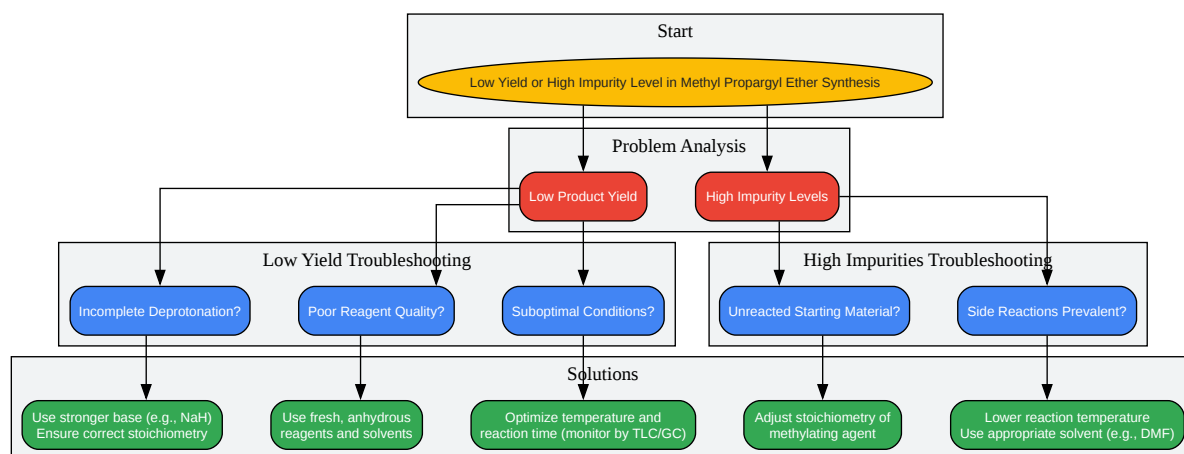 Start
Low Yield or High Impurity Level in Methyl Propargyl Ether Synthesis
Problem Analysis
Low Product Yield
High Impurity Levels
Low Yield Troubleshooting
High Impurities Troubleshooting
Incomplete Deprotonation?
Poor Reagent Quality?
Suboptimal Conditions?
Unreacted Starting Material?
Side Reactions Prevalent?
Solutions
Use stronger base (e.g., NaH)
Ensure correct stoichiometry
Use fresh, anhydrous
reagents and solvents
Optimize temperature and
reaction time (monitor by TLC/GC)
Adjust stoichiometry of
methylating agent
Lower reaction temperature
Use appropriate solvent (e.g., DMF)